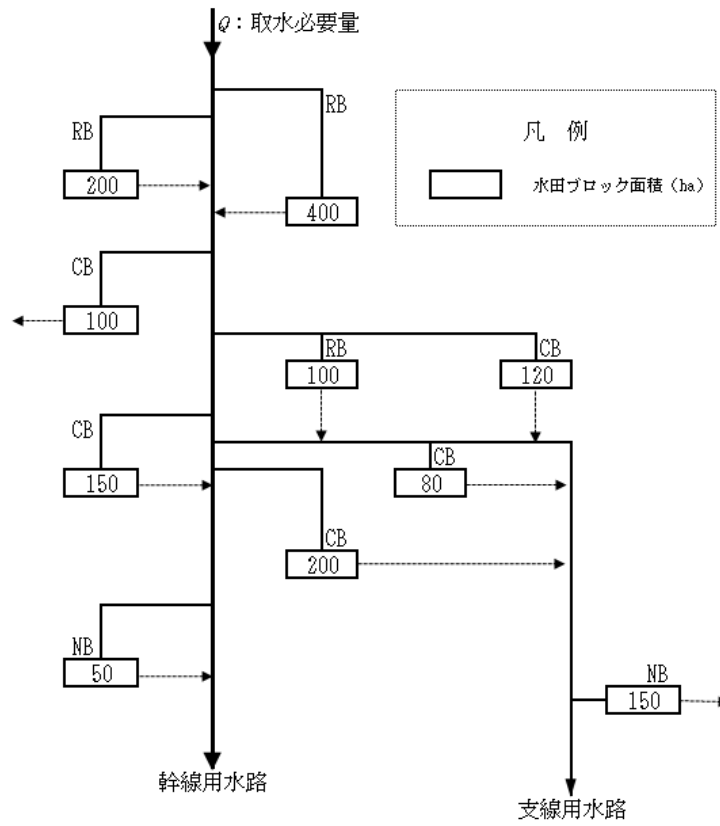 Q：取水必要量
RB
RB
200
400
凡 例
水田ブロック面積（ha）
CB
100
RB
CB
100
120
CB
150
CB
80
CB
200
NB
50
NB
150
幹線用水路
支線用水路